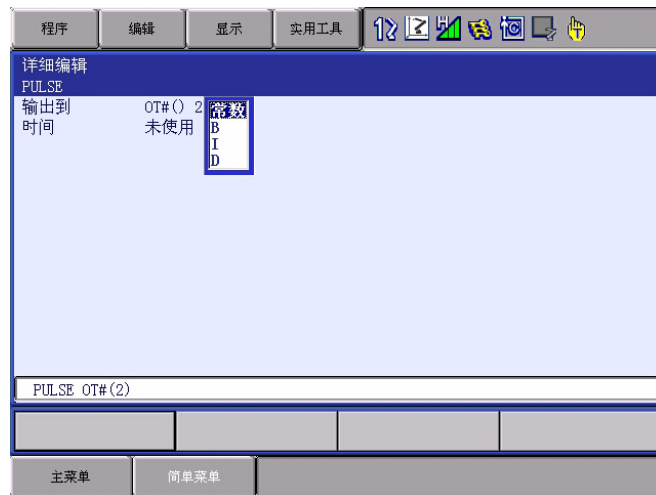 程序 编辑 显示 实用工具
详细编辑
PULSE
输出到 OT#() 2 常数
时间 未使用 B
I
D
PULSE OT#(2)
主菜单 简单菜单